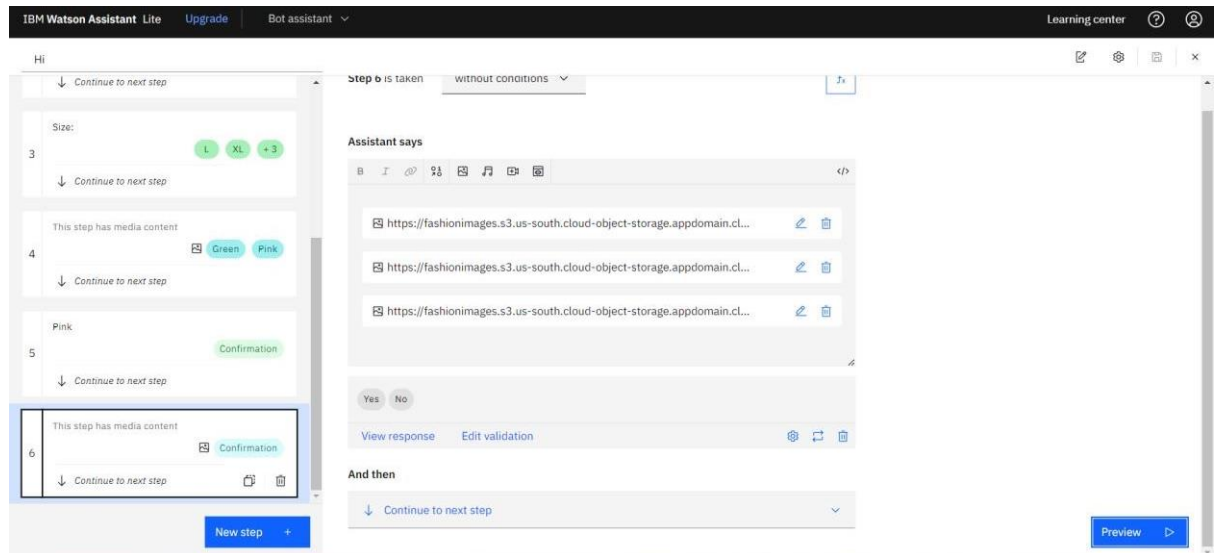 IBM Watson Assistant Lite Upgrade Bot assistant Learning center
Hi
Continue to next step
Step 6 is taken without conditions fx
Size:
3
L XL + 3
Continue to next step
This step has media content
4
Green Pink
Continue to next step
Pink
5
Confirmation
Continue to next step
This step has media content
6
Confirmation
Continue to next step
New step +
Assistant says
B I </>
https://fashionimages.s3.us-south.cloud-object-storage.appdomain.cl...
https://fashionimages.s3.us-south.cloud-object-storage.appdomain.cl...
https://fashionimages.s3.us-south.cloud-object-storage.appdomain.cl...
Yes No
View response Edit validation
And then
Continue to next step
Preview